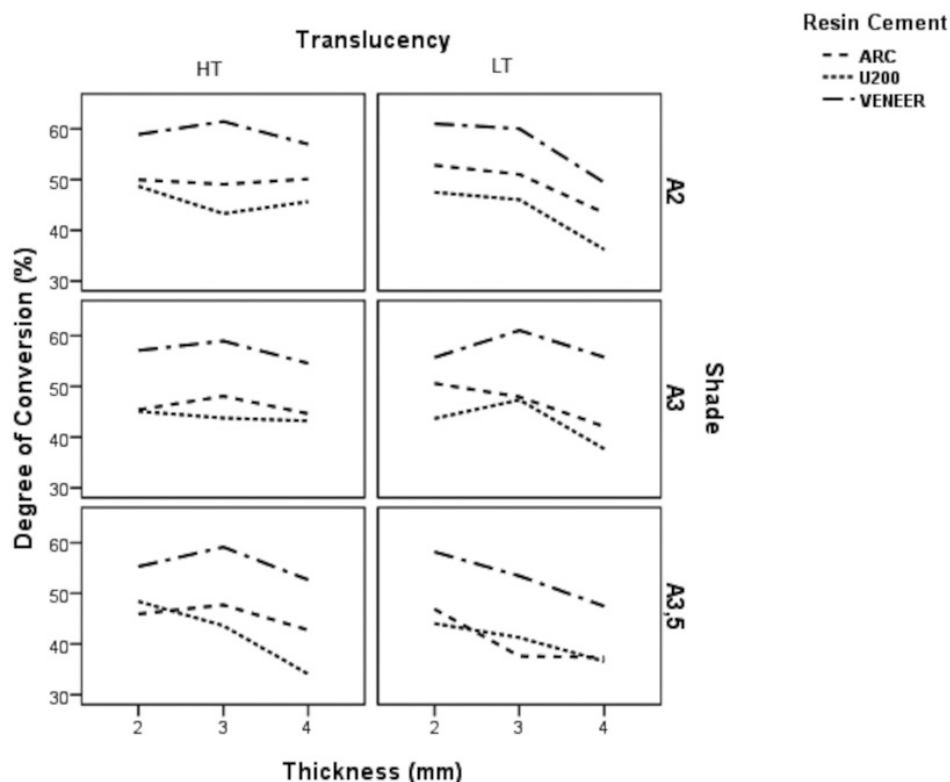 Translucency
HT
LT
Resin Cement
ARC
U200
VENEER
Degree of Conversion (%)
60
50
40
30
A2
60
50
40
30
A3
Shade
60
50
40
30
A3,5
2
3
4
2
3
4
Thickness (mm)